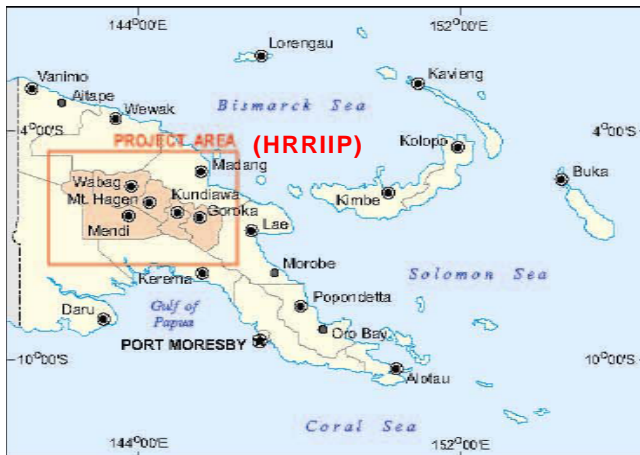 144°00'E
152°00'E
Lorengau
Vanimo
Kavieng
Aitape
Bismarck Sea
Wewak
4°00'S
4°00'S
PROJECT AREA
(HRRIIP)
Kolopo
Madang
Buka
Wabag
Kundiawa
Kimbe
Mt. Hagen
Goroka
Mendi
Lae
Solomon Sea
Morobe
Kerema
Gulf of
Papua
Popondetta
Daru
Oro Bay
PORT MORESBY
10°00'S
10°00'S
Alotau
Coral Sea
144°00'E
152°00'E